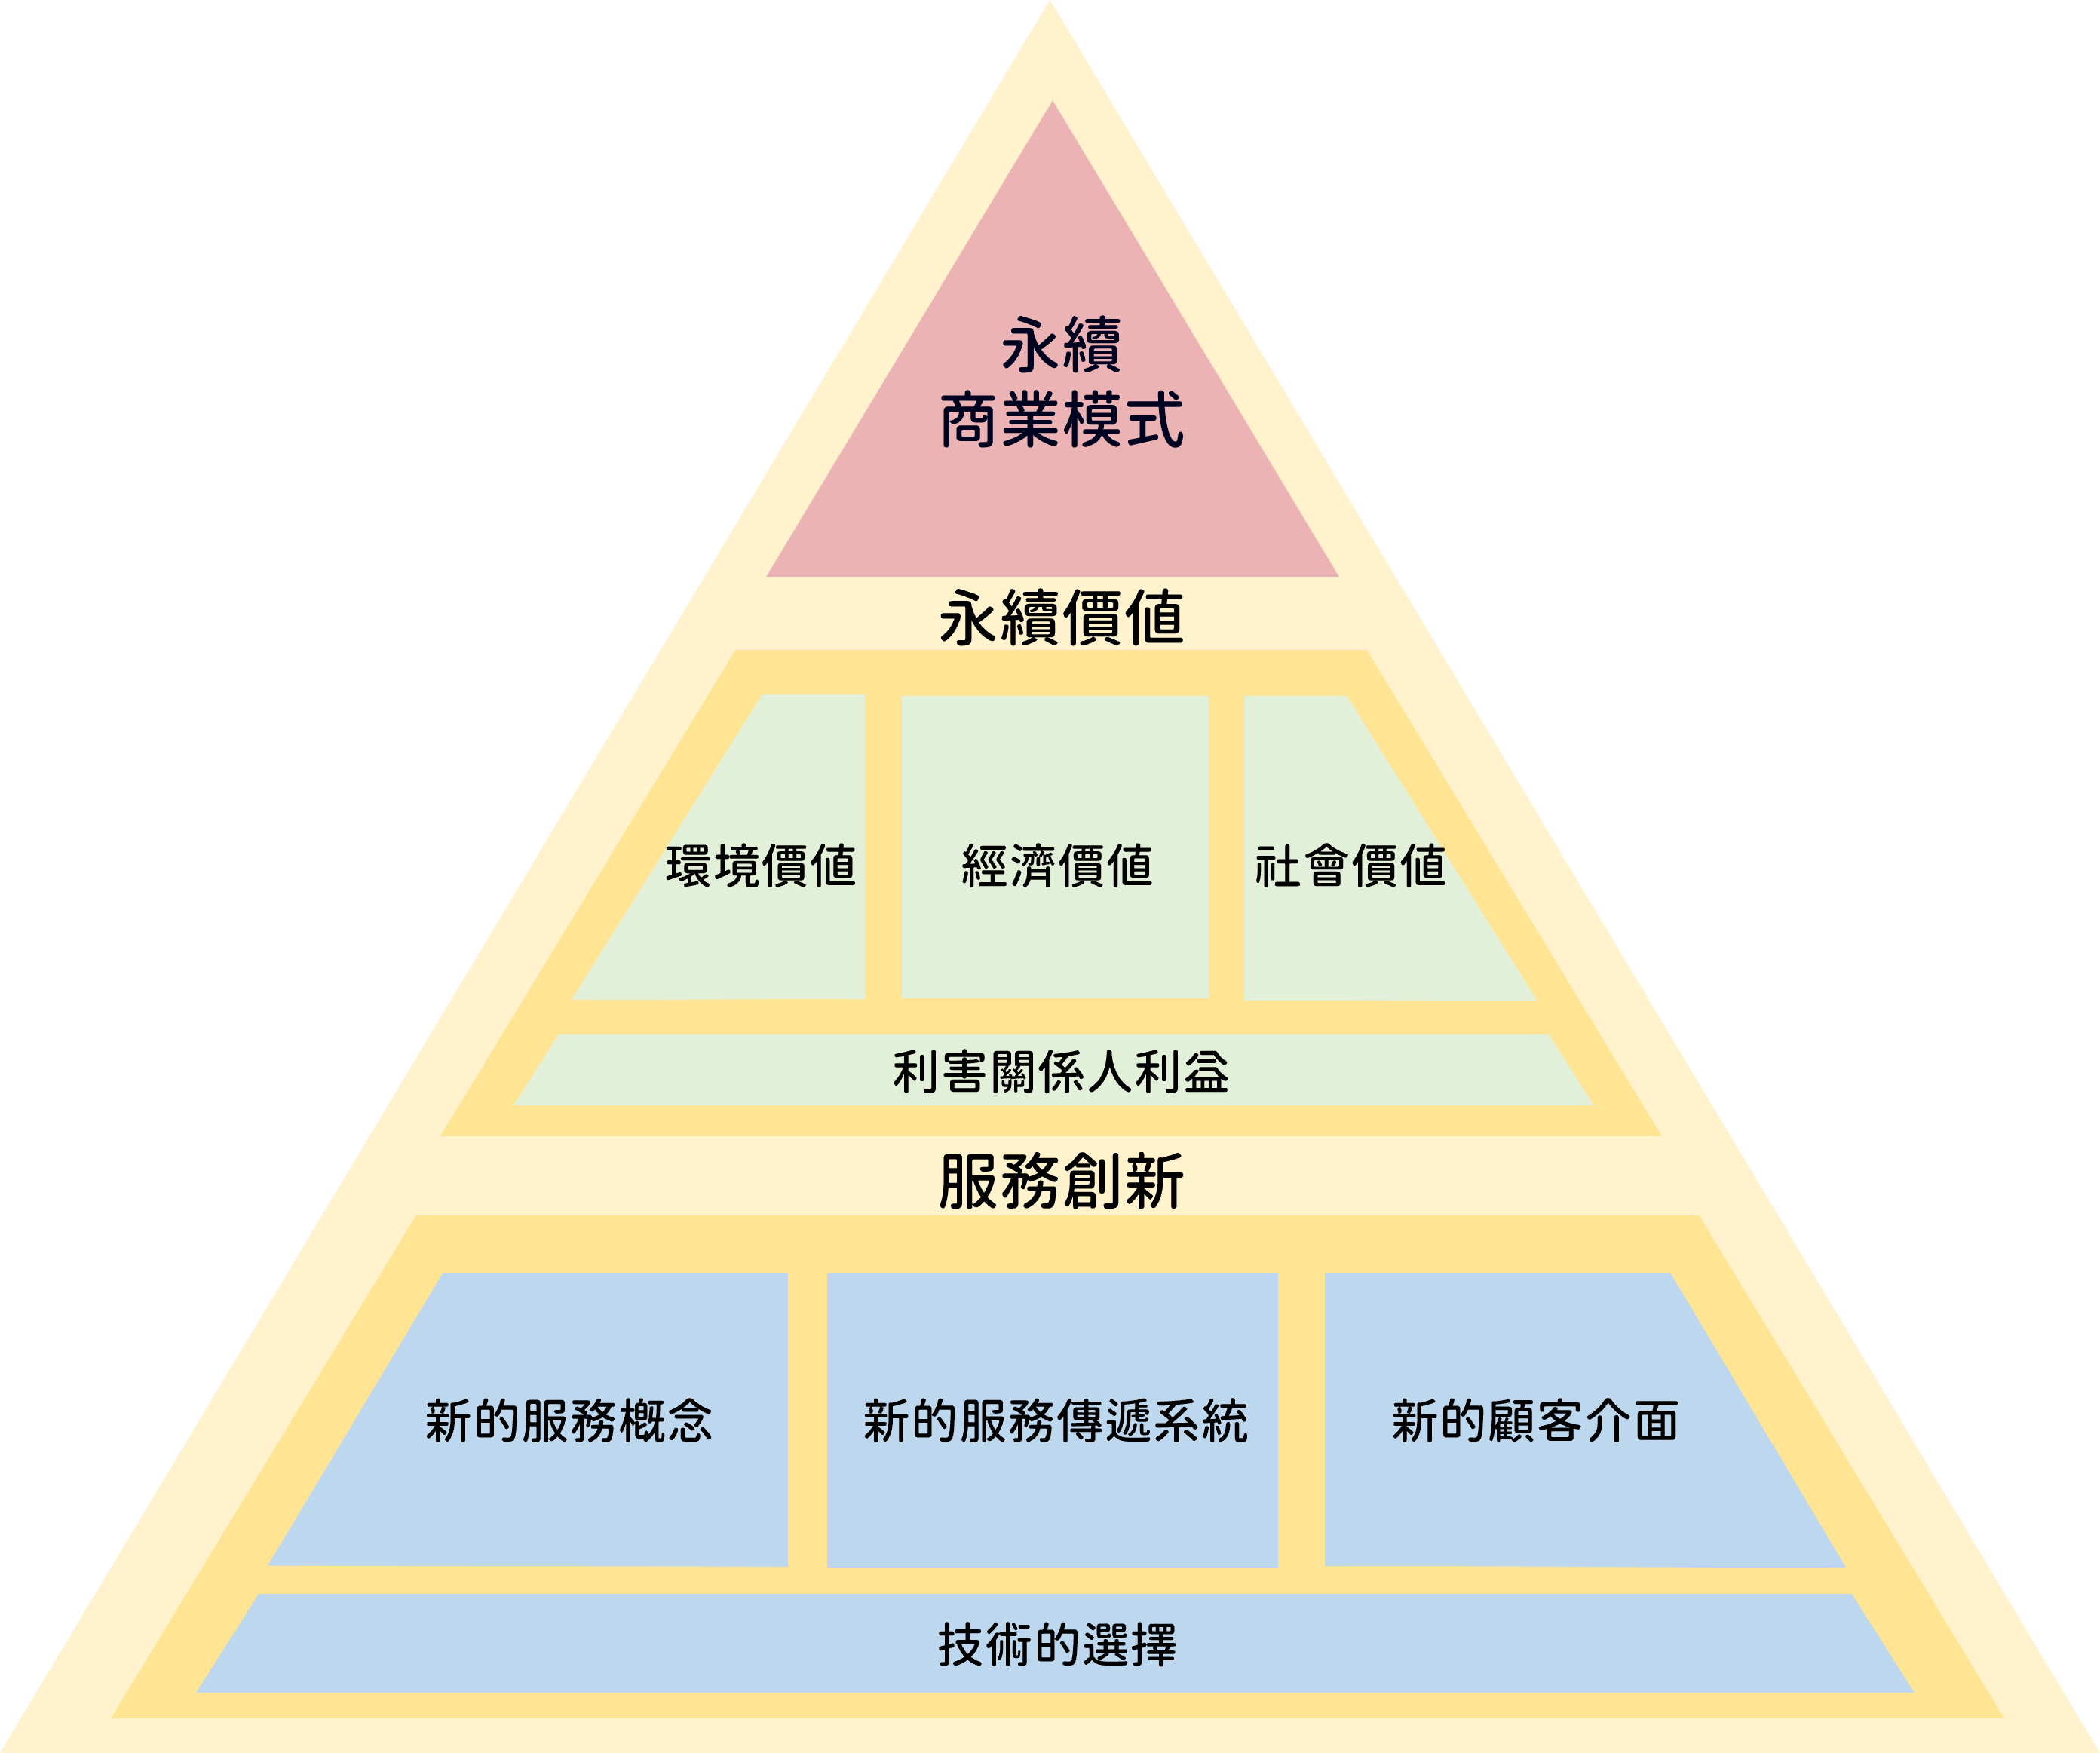 永續
商業模式
永續價值
環境價值
經濟價值
社會價值
利害關係人利益
服務創新
新的服務概念
新的服務傳遞系統
新的顧客介面
技術的選擇